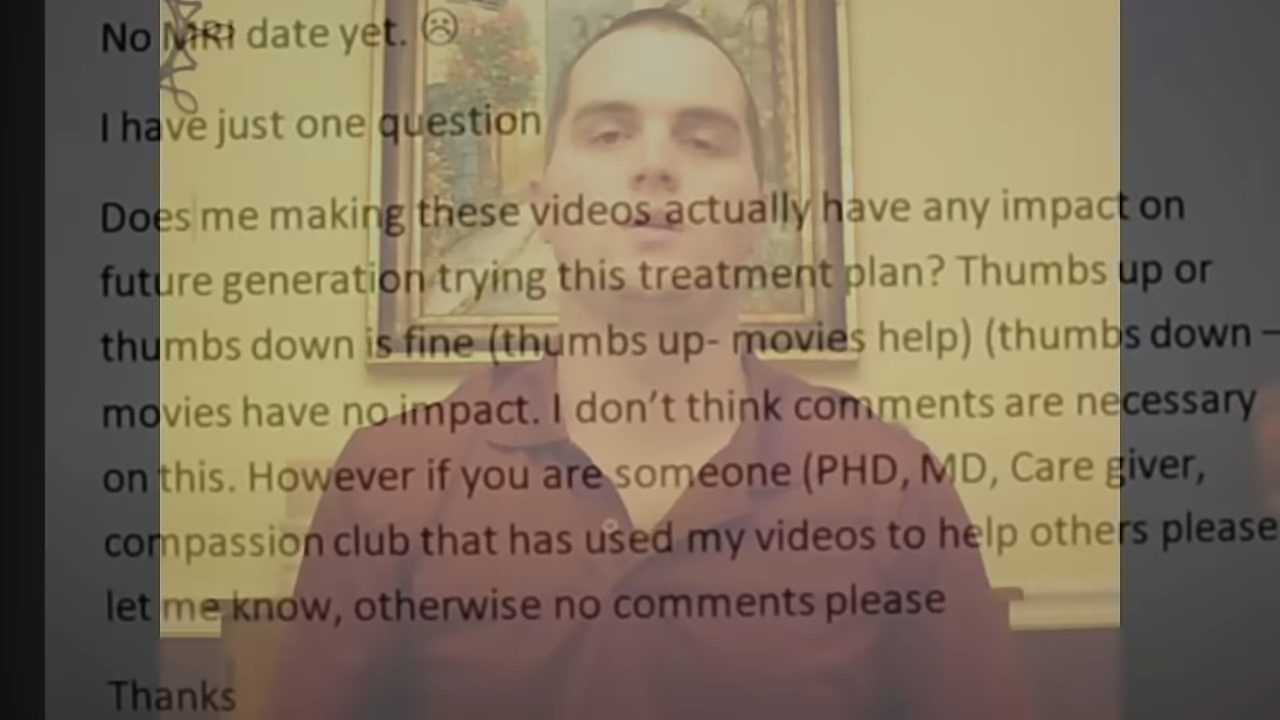 No MRI date yet. ☹
I have just one question
Does me making these videos actually have any impact on
future generation trying this treatment plan? Thumbs up or
thumbs down is fine (thumbs up- movies help) (thumbs down –
movies have no impact. I don't think comments are necessary
on this. However if you are someone (PHD, MD, Care giver,
compassion club that has used my videos to help others please
let me know, otherwise no comments please
Thanks